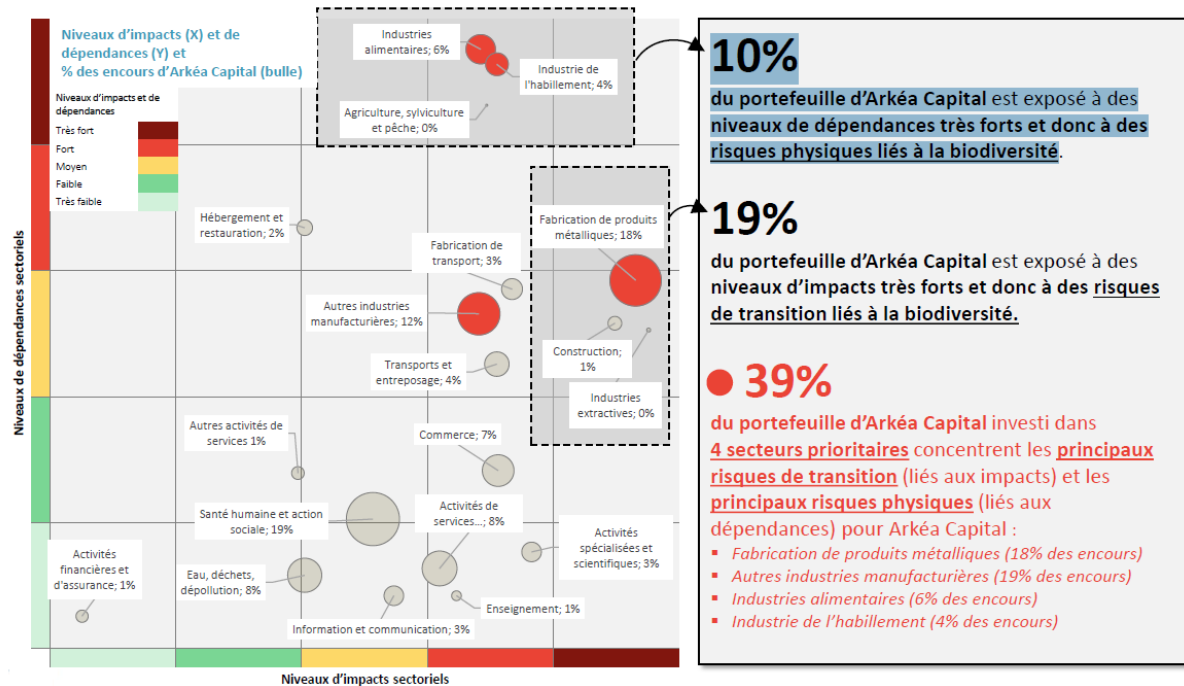 Niveaux d'impacts (X) et de
dépendances (Y) et
% des encours d'Arkéa Capital (bulle)
Niveaux d'impacts et de
dépendances
Très fort
Fort
Moyen
Faible
Très faible
Niveaux de dépendances sectoriels
Industries
alimentaires; 6%
Industrie de
l'habillement; 4%
Agriculture, sylviculture
et pêche; 0%
Hébergement et
restauration; 2%
Fabrication de
transport; 3%
Fabrication de produits
métalliques; 18%
Autres industries
manufacturières; 12%
Transports et
entreposage; 4%
Construction;
1%
Industries
extractives; 0%
Autres activités de
services 1%
Commerce; 7%
Santé humaine et action
sociale; 19%
Activités de
services...; 8%
Activités
spécialisées et
scientifiques; 3%
Activités
financières et
d'assurance; 1%
Eau, déchets,
dépollution; 8%
Enseignement; 1%
Information et communication; 3%
Niveaux d'impacts sectoriels
10%
du portefeuille d'Arkéa Capital est exposé à des
niveaux de dépendances très forts et donc à des
risques physiques liés à la biodiversité.
19%
du portefeuille d'Arkéa Capital est exposé à des
niveaux d'impacts très forts et donc à des risques
de transition liés à la biodiversité.
39%
du portefeuille d'Arkéa Capital investi dans
4 secteurs prioritaires concentrent les principaux
risques de transition (liés aux impacts) et les
principaux risques physiques (liés aux
dépendances) pour Arkéa Capital :
▪ Fabrication de produits métalliques (18% des encours)
▪ Autres industries manufacturières (19% des encours)
▪ Industries alimentaires (6% des encours)
▪ Industrie de l'habillement (4% des encours)